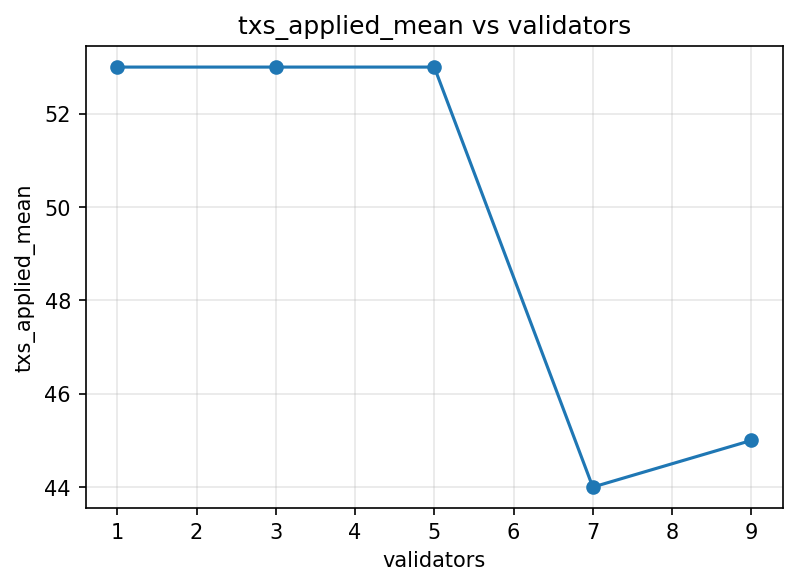 txs_applied_mean vs validators
txs_applied_mean
52
50
48
46
44
1 2 3 4 5 6 7 8 9
validators